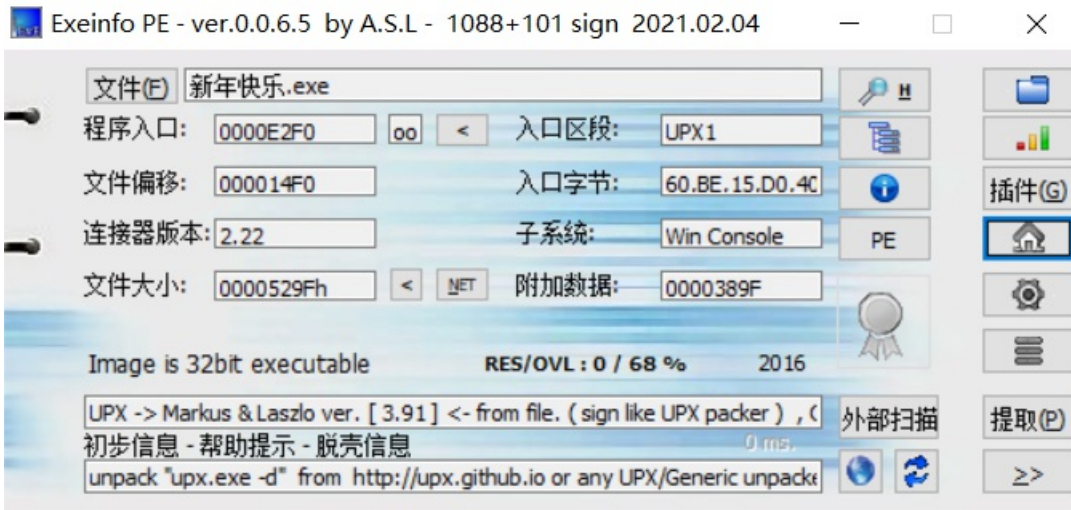 Exeinfo PE - ver.0.0.6.5 by A.S.L - 1088+101 sign 2021.02.04
文件(F) 新年快乐.exe H
程序入口: 0000E2F0 oo < 入口区段: UPX1
文件偏移: 000014F0 入口字节: 60.BE.15.D0.40 插件(G)
连接器版本: 2.22 子系统: Win Console PE
文件大小: 0000529Fh < NET 附加数据: 0000389F
Image is 32bit executable RES/OVL : 0 / 68 % 2016
UPX -> Markus & Laszlo ver. [ 3.91 ] <- from file. ( sign like UPX packer ) , 外部扫描 提取(P)
初步信息 - 帮助提示 - 脱壳信息 0 ms.
unpack "upx.exe -d" from http://upx.github.io or any UPX/Generic unpacke >>